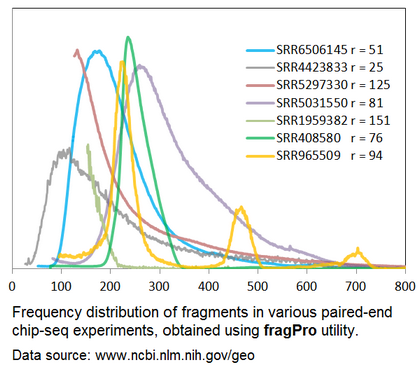 SRR6506145 r = 51
SRR4423833 r = 25
SRR5297330 r = 125
SRR5031550 r = 81
SRR1959382 r = 151
SRR408580 r = 76
SRR965509 r = 94
0 100 200 300 400 500 600 700 800
Frequency distribution of fragments in various paired-end
chip-seq experiments, obtained using fragPro utility.
Data source: www.ncbi.nlm.nih.gov/geo